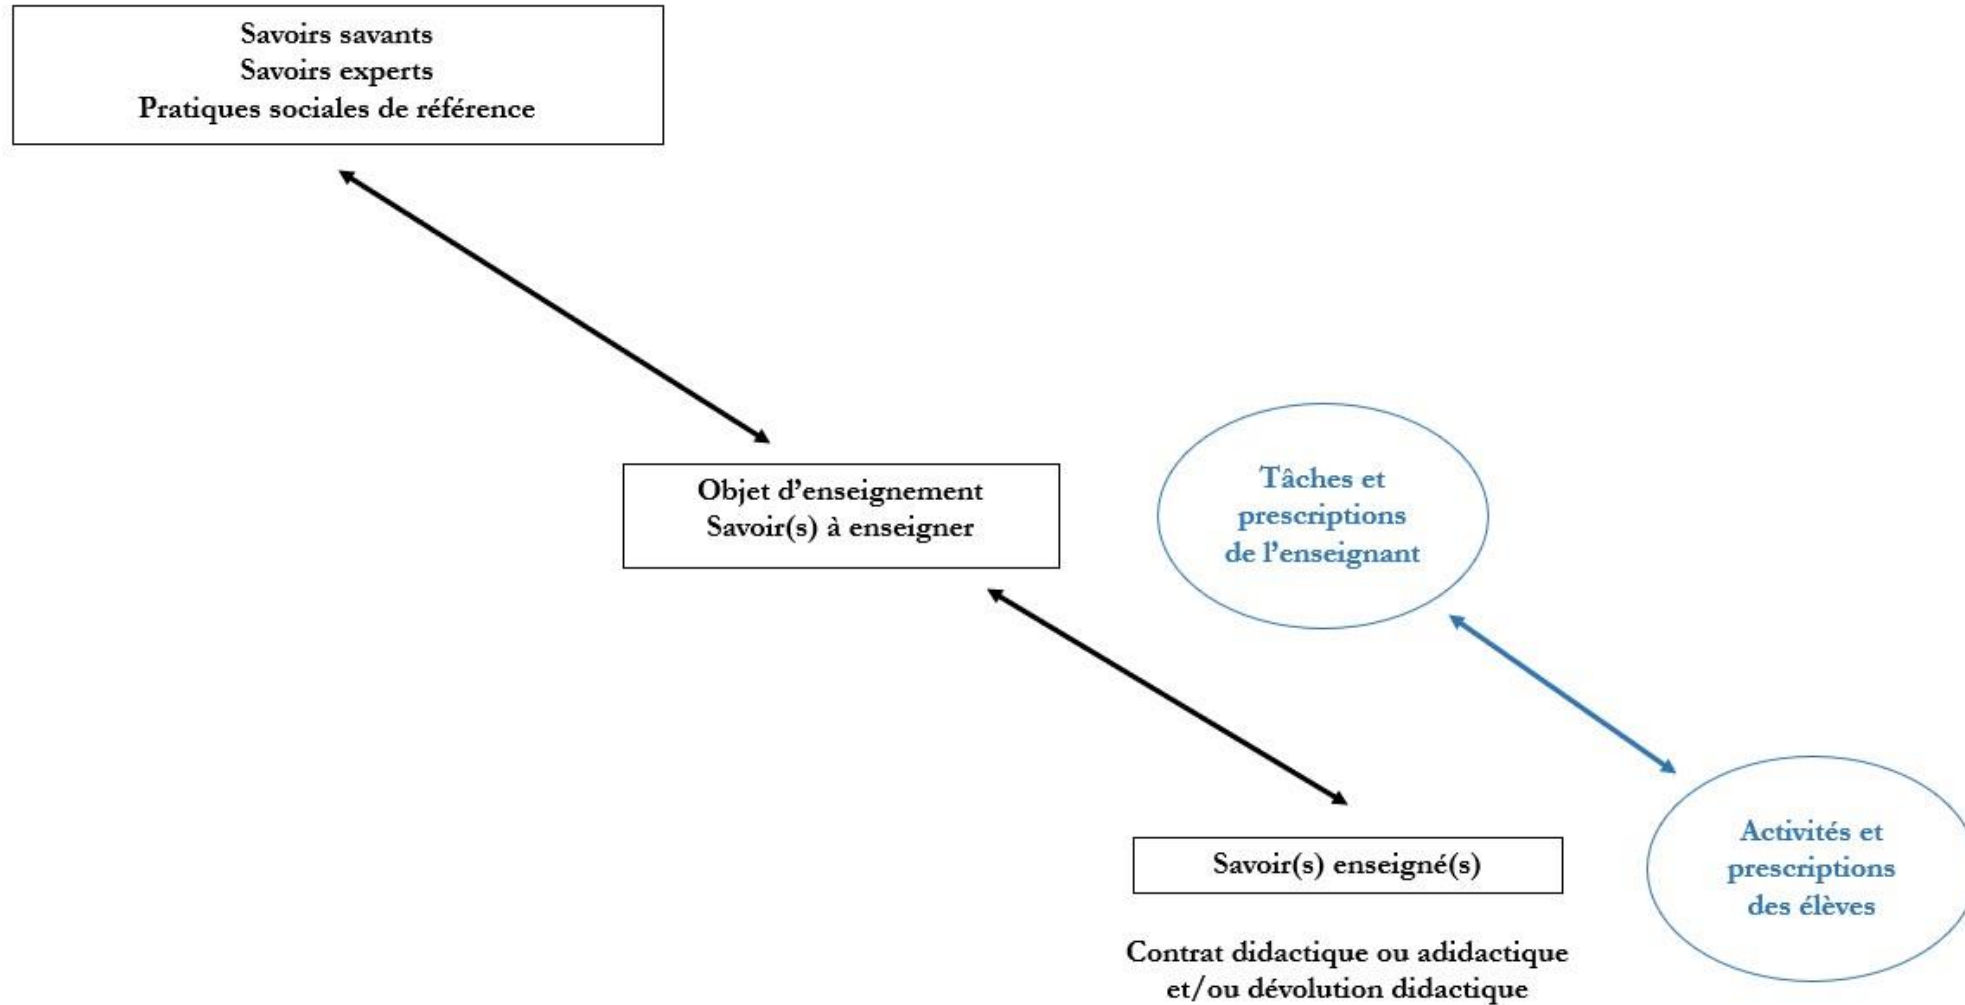 Savoirs savants
Savoirs experts
Pratiques sociales de référence
Objet d’enseignement
Savoir(s) à enseigner
Tâches et
prescriptions
de l’enseignant
Savoir(s) enseigné(s)
Contrat didactique ou adidactique
et/ou dévolution didactique
Activités et
prescriptions
des élèves